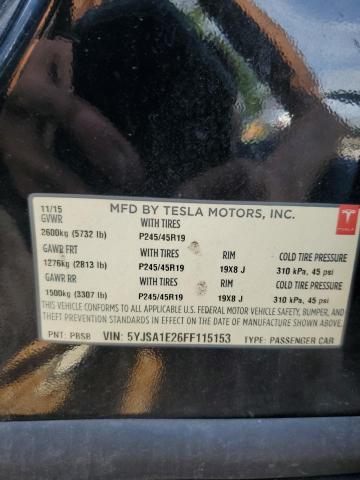 11/15 MFD BY TESLA MOTORS, INC.
GVWR WITH TIRES
2600kg (5732 lb) P245/45R19
GAWR FRT WITH TIRES RIM COLD TIRE PRESSURE
1276kg (2813 lb) P245/45R19 19X8 J 310 kPa, 45 psi
GAWR RR WITH TIRES RIM COLD TIRE PRESSURE
1500kg (3307 lb) P245/45R19 19X8 J 310 kPa, 45 psi
THIS VEHICLE CONFORMS TO ALL APPLICABLE U.S. FEDERAL MOTOR VEHICLE SAFETY, BUMPER, AND
THEFT PREVENTION STANDARDS IN EFFECT ON THE DATE OF MANUFACTURE SHOWN ABOVE.
PNT: PBSB VIN: 5YJSA1E26FF115153 TYPE: PASSENGER CAR
TESLA